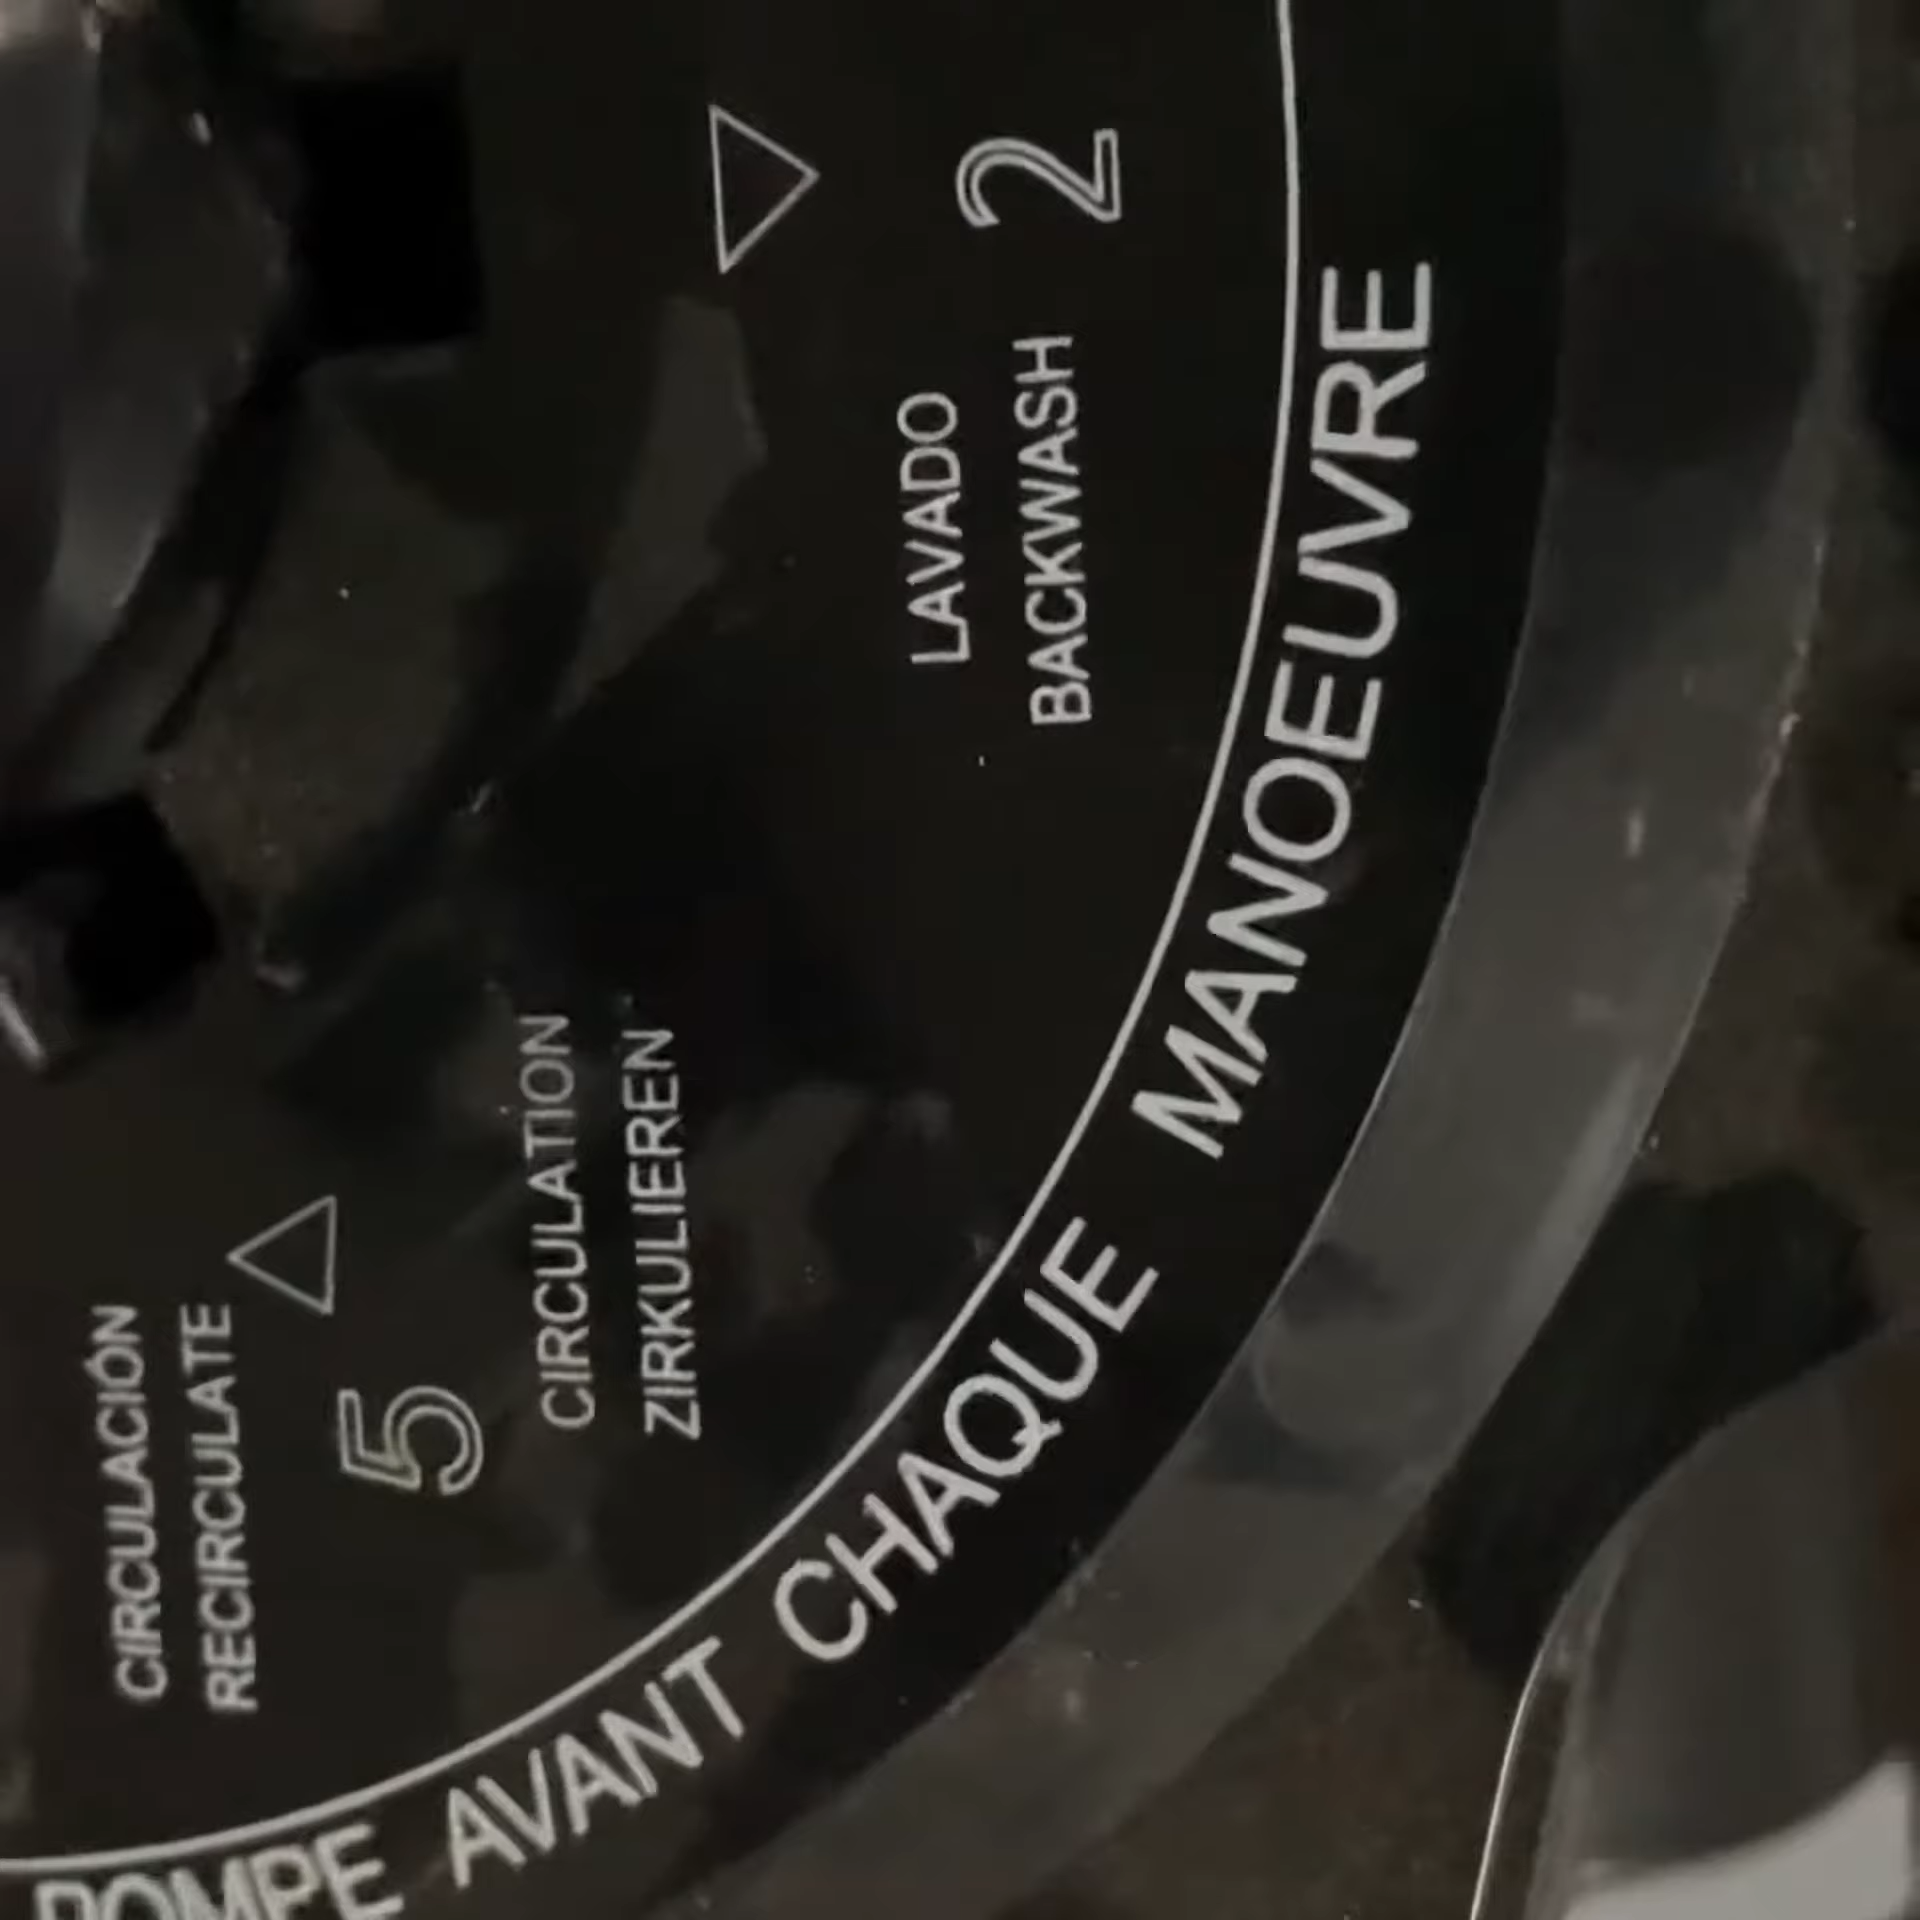 2
LAVADO
BACKWASH
CIRCULACIÓN
RECIRCULATE
5
CIRCULATION
ZIRKULIEREN
POMPE AVANT CHAQUE MANOEUVRE